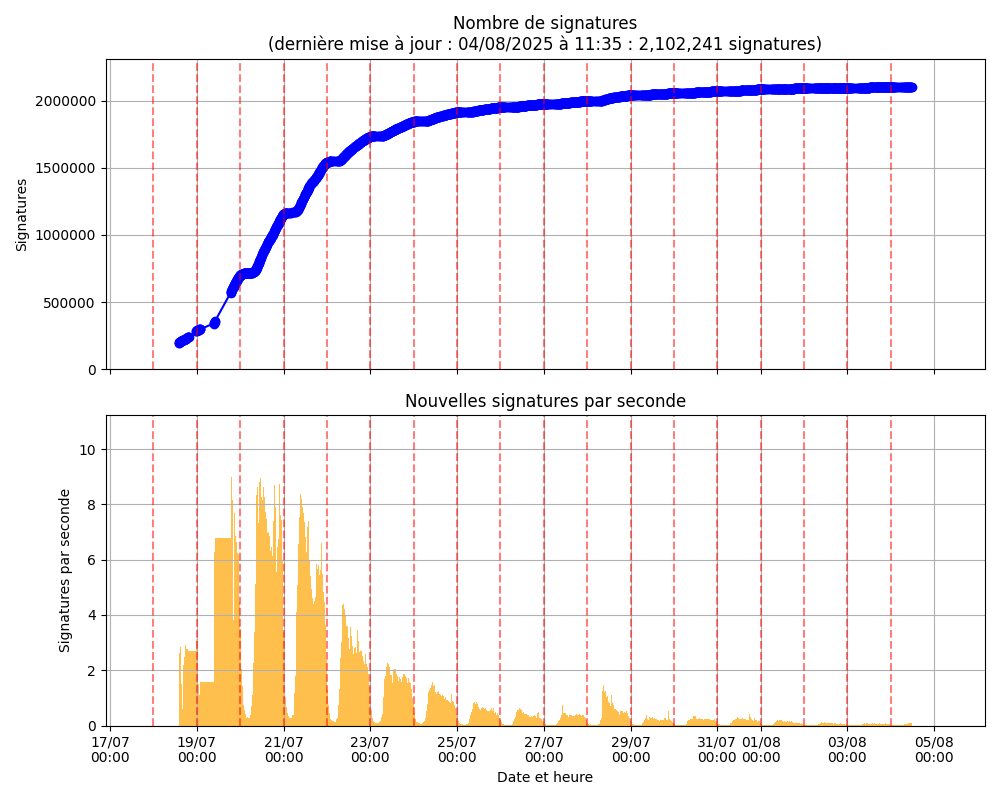 Nombre de signatures
(dernière mise à jour : 04/08/2025 à 11:35 : 2,102,241 signatures)
2000000
1500000
1000000
500000
0
Signatures
Nouvelles signatures par seconde
10
8
6
4
2
0
Signatures par seconde
17/07 19/07 21/07 23/07 25/07 27/07 29/07 31/07 01/08 03/08 05/08
00:00 00:00 00:00 00:00 00:00 00:00 00:00 00:00 00:00 00:00 00:00
Date et heure